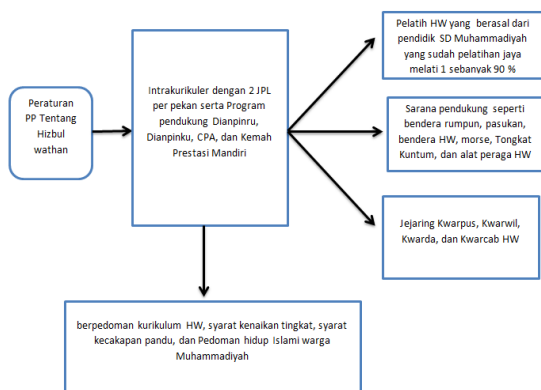 Peraturan
PP Tentang
Hizbul
wathan
Intrakurikuler dengan 2 JPL
per pekan serta Program
pendukung Dianpinru,
Dianpinku, CPA, dan Kemah
Prestasi Mandiri
Pelatih HW yang berasal dari
pendidik SD Muhammadiyah
yang sudah pelatihan jaya
melati 1 sebanyak 90 %
Sarana pendukung seperti
bendera rumpun, pasukan,
bendera HW, morse, Tongkat
Kuntum, dan alat peraga HW
Jejaring Kwarpus, Kwarwil,
Kwarda, dan Kwarcab HW
berpedoman kurikulum HW, syarat kenaikan tingkat, syarat
kecakapan pandu, dan Pedoman hidup Islami warga
Muhammadiyah